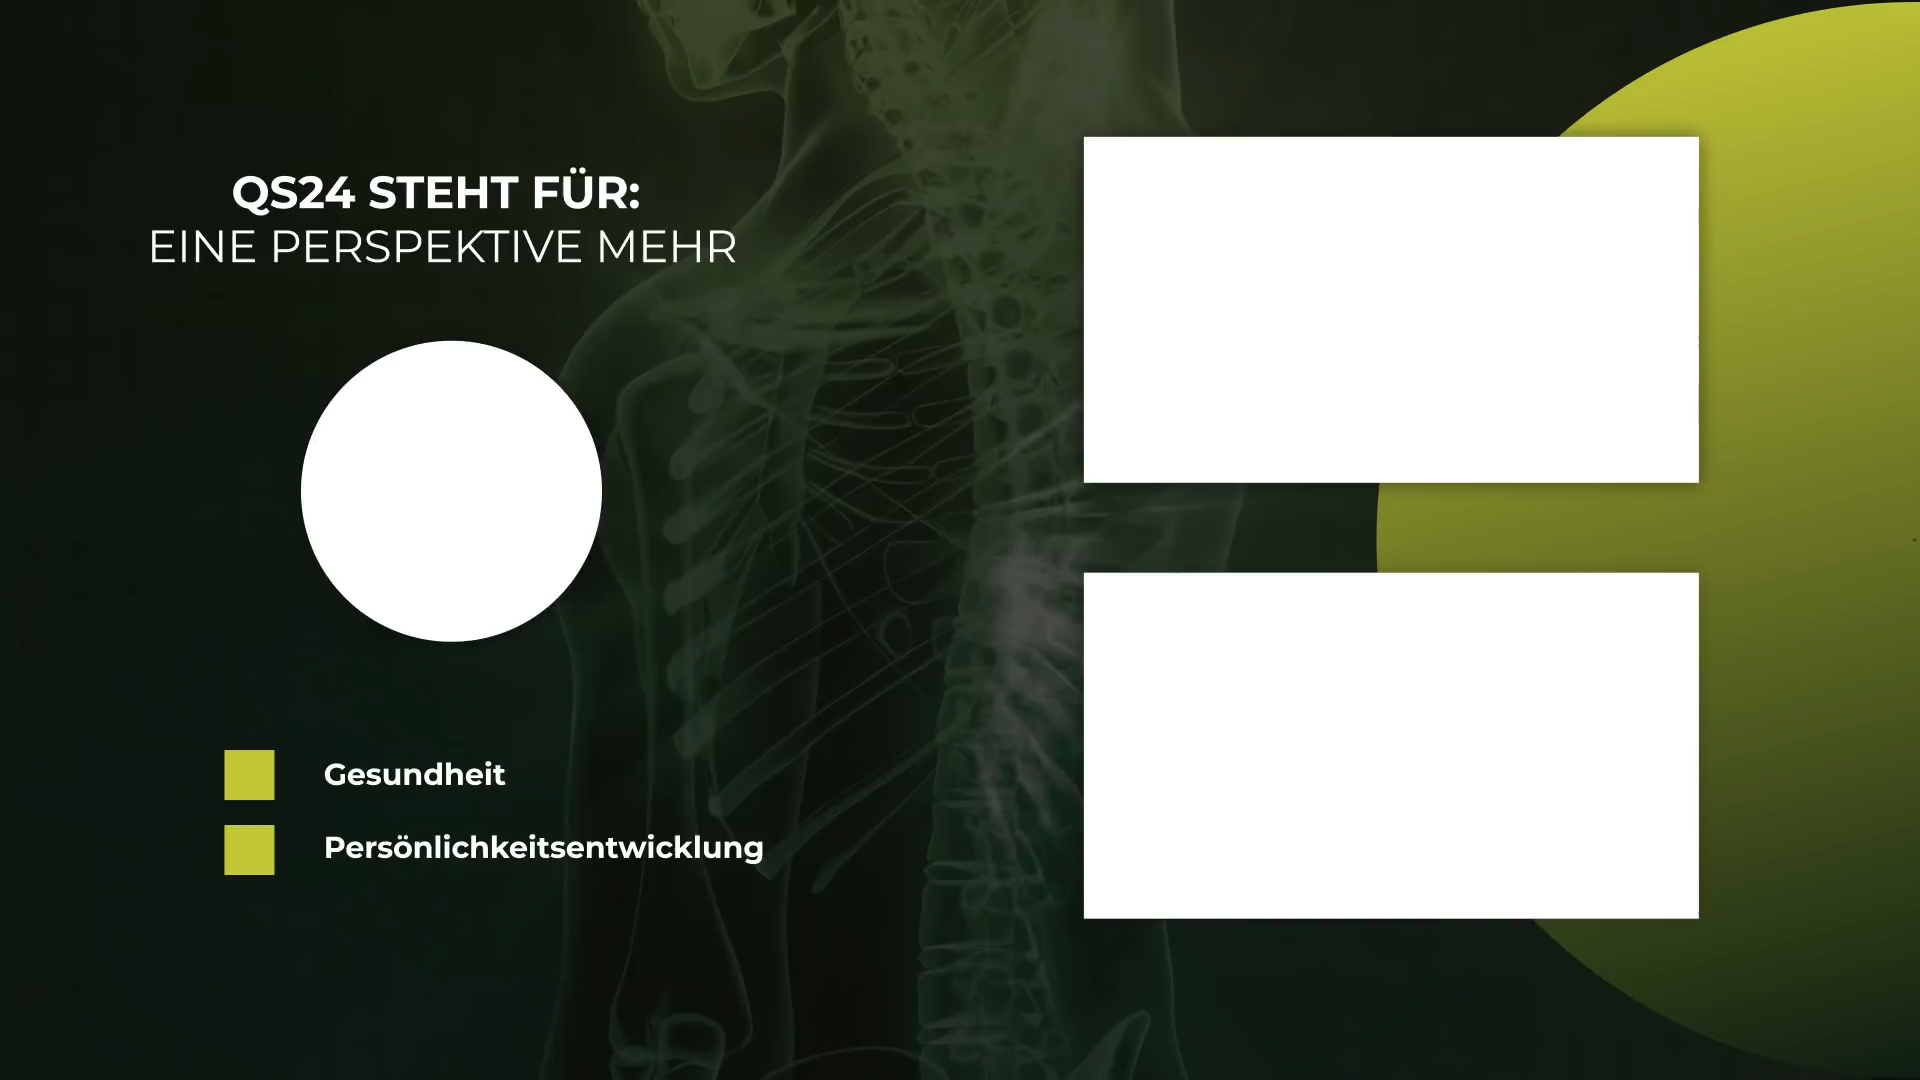 QS24 STEHT FÜR:
EINE PERSPEKTIVE MEHR
Gesundheit
Persönlichkeitsentwicklung